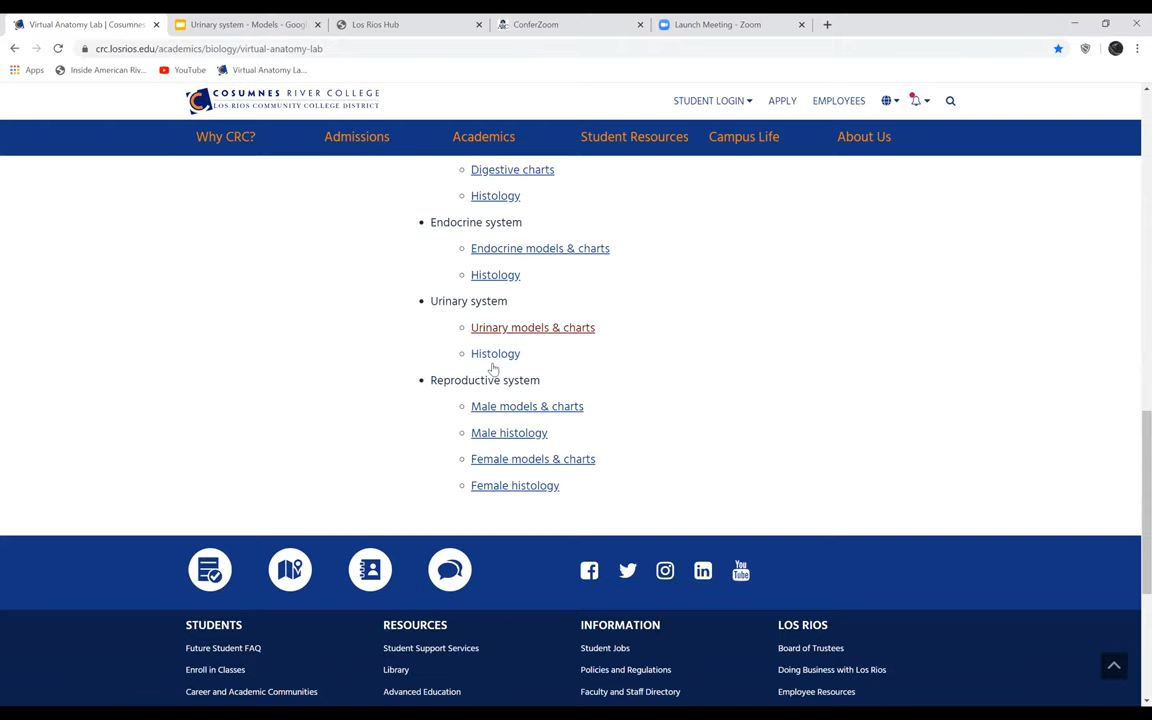 Virtual Anatomy Lab | Cosumnes
Urinary system - Models - Googl
Los Rios Hub
ConferZoom
Launch Meeting - Zoom
crc.losrios.edu/academics/biology/virtual-anatomy-lab
Apps
Inside American Riv...
YouTube
Virtual Anatomy La...
COSUMNES RIVER COLLEGE
LOS RIOS COMMUNITY COLLEGE DISTRICT
STUDENT LOGIN
APPLY
EMPLOYEES
Why CRC?
Admissions
Academics
Student Resources
Campus Life
About Us
Digestive charts
Histology
Endocrine system
Endocrine models & charts
Histology
Urinary system
Urinary models & charts
Histology
Reproductive system
Male models & charts
Male histology
Female models & charts
Female histology
You
Tube
STUDENTS
RESOURCES
INFORMATION
LOS RIOS
Future Student FAQ
Student Support Services
Student Jobs
Board of Trustees
Enroll in Classes
Library
Policies and Regulations
Doing Business with Los Rios
Career and Academic Communities
Advanced Education
Faculty and Staff Directory
Employee Resources